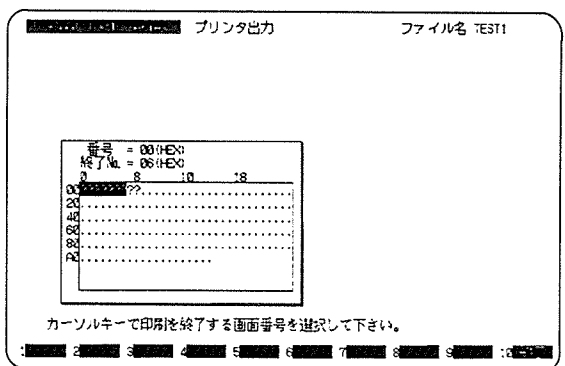 プリンタ出力 ファイル名 TEST1
番号 = 00(HEX)
終了No. = 06(HEX)
0 8 10 18
00 ??......................
20................................
40................................
60................................
80................................
A0....................
カーソルキーで印刷を終了する画面番号を選択して下さい。
1 2 3 4 5 6 7 8 9 10